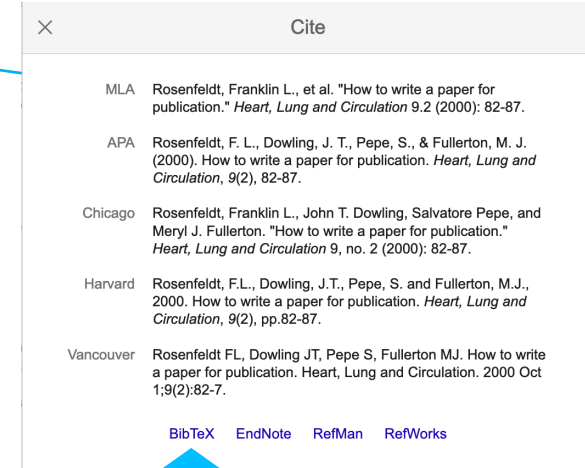 Cite
MLA Rosenfeldt, Franklin L., et al. "How to write a paper for
publication." Heart, Lung and Circulation 9.2 (2000): 82-87.
APA Rosenfeldt, F. L., Dowling, J. T., Pepe, S., & Fullerton, M. J.
(2000). How to write a paper for publication. Heart, Lung and
Circulation, 9(2), 82-87.
Chicago Rosenfeldt, Franklin L., John T. Dowling, Salvatore Pepe, and
Meryl J. Fullerton. "How to write a paper for publication."
Heart, Lung and Circulation 9, no. 2 (2000): 82-87.
Harvard Rosenfeldt, F.L., Dowling, J.T., Pepe, S. and Fullerton, M.J.,
2000. How to write a paper for publication. Heart, Lung and
Circulation, 9(2), pp.82-87.
Vancouver Rosenfeldt FL, Dowling JT, Pepe S, Fullerton MJ. How to write
a paper for publication. Heart, Lung and Circulation. 2000 Oct
1;9(2):82-7.
BibTeX EndNote RefMan RefWorks